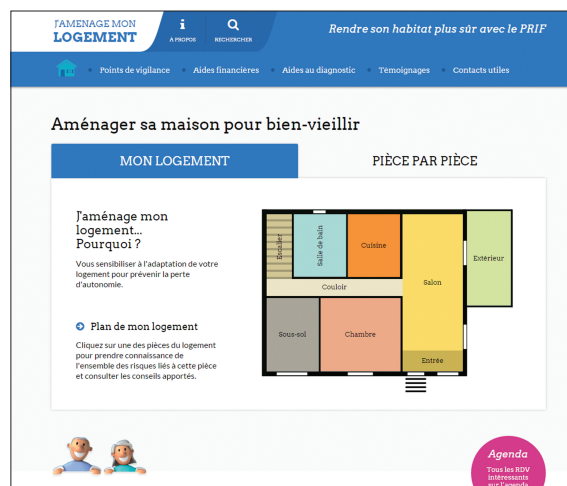 J'AMENAGE MON
LOGEMENT
À PROPOS
RECHERCHER
Rendre son habitat plus sûr avec le PRIF
Points de vigilance
Aides financières
Aides au diagnostic
Témoignages
Contacts utiles
Aménager sa maison pour bien-vieillir
MON LOGEMENT
PIÈCE PAR PIÈCE
J'aménage mon
logement...
Pourquoi ?
Vous sensibiliser à l'adaptation de votre
logement pour prévenir la perte
d'autonomie.
Plan de mon logement
Cliquez sur une des pièces du logement
pour prendre connaissance de
l'ensemble des risques liés à cette pièce
et consulter les conseils apportés.
Escalier
Salle de bain
Cuisine
Salon
Extérieur
Couloir
Sous-sol
Chambre
Entrée
Agenda
Tous les RDV
intéressants
sur l'agenda